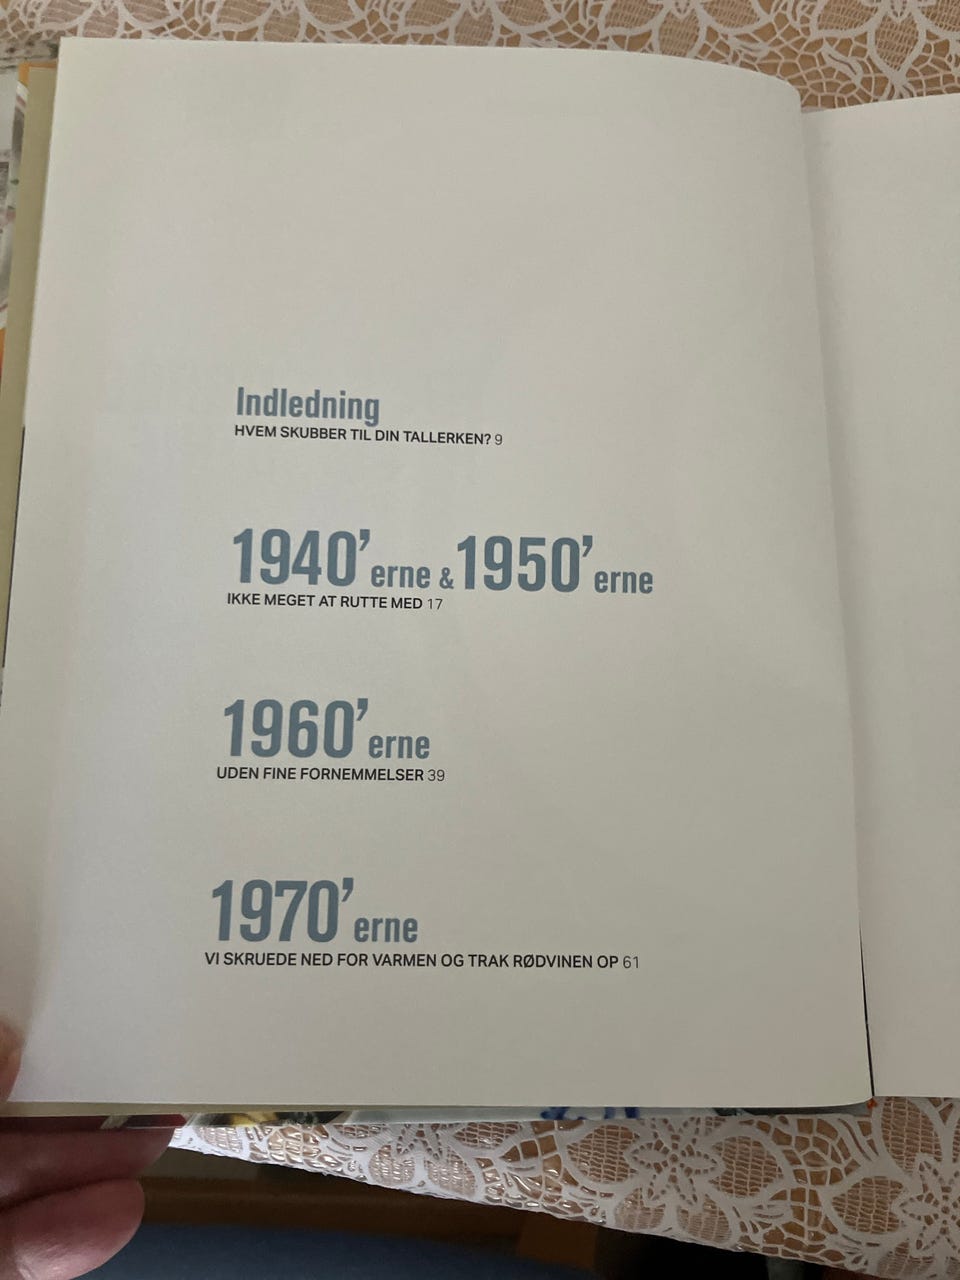 Indledning
HVEM SKUBBER TIL DIN TALLERKEN? 9
1940’erne & 1950’erne
IKKE MEGET AT RUTTE MED 17
1960’erne
UDEN FINE FORNEMMELSER 39
1970’erne
VI SKRUEDE NED FOR VARMEN OG TRAK RØDVINEN OP 61